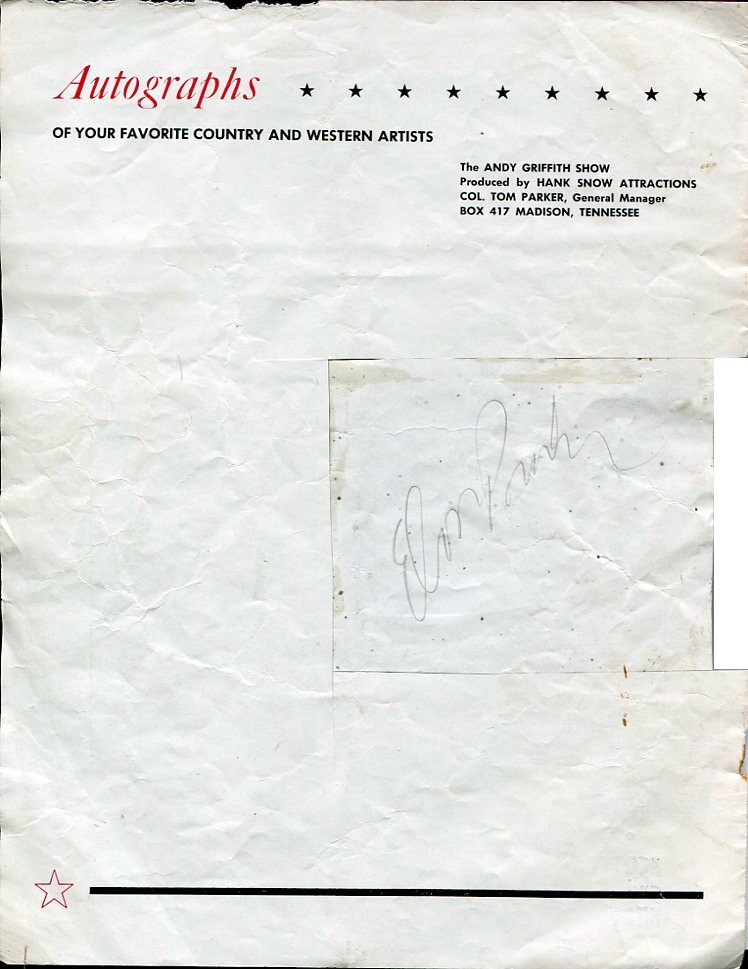 Autographs
OF YOUR FAVORITE COUNTRY AND WESTERN ARTISTS
The ANDY GRIFFITH SHOW
Produced by HANK SNOW ATTRACTIONS
COL. TOM PARKER, General Manager
BOX 417 MADISON, TENNESSEE
Elvis Presley